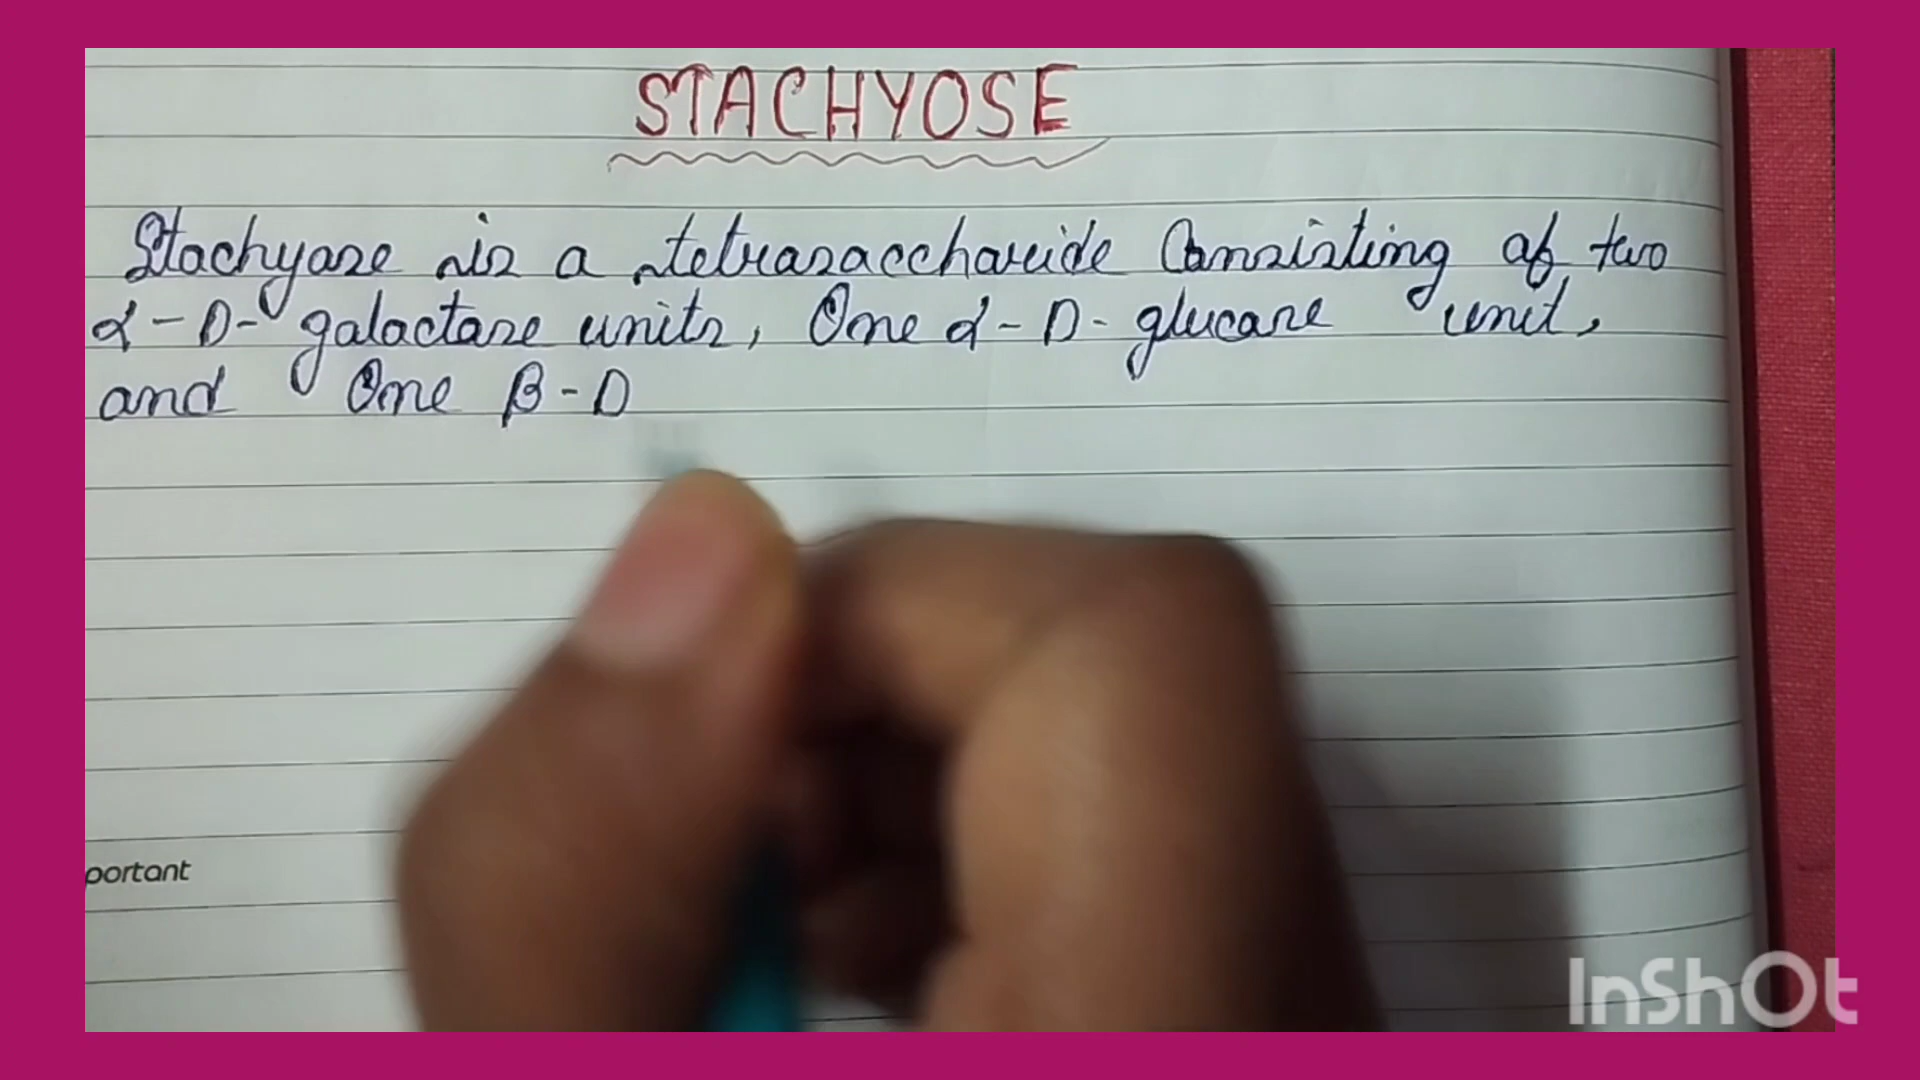 STACHYOSE
Stachyose is a tetrasaccharide Consisting of two
α-D- galactose units, One α-D- glucose unit,
and One β-D
portant
InShOt